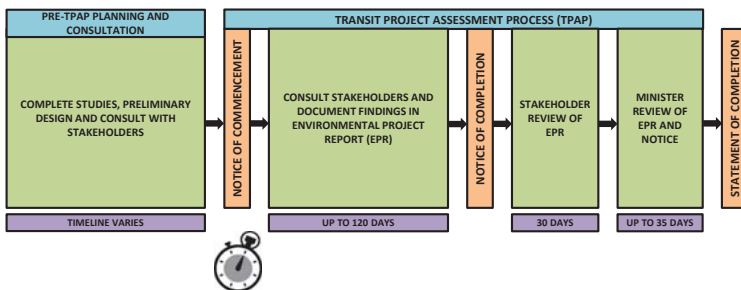 PRE-TPAP PLANNING AND
CONSULTATION
TRANSIT PROJECT ASSESSMENT PROCESS (TPAP)
COMPLETE STUDIES, PRELIMINARY
DESIGN AND CONSULT WITH
STAKEHOLDERS
NOTICE OF COMMENCEMENT
CONSULT STAKEHOLDERS AND
DOCUMENT FINDINGS IN
ENVIRONMENTAL PROJECT
REPORT (EPR)
NOTICE OF COMPLETION
STAKEHOLDER
REVIEW OF
EPR
MINISTER
REVIEW OF
EPR AND
NOTICE
STATEMENT OF COMPLETION
TIMELINE VARIES
UP TO 120 DAYS
30 DAYS
UP TO 35 DAYS